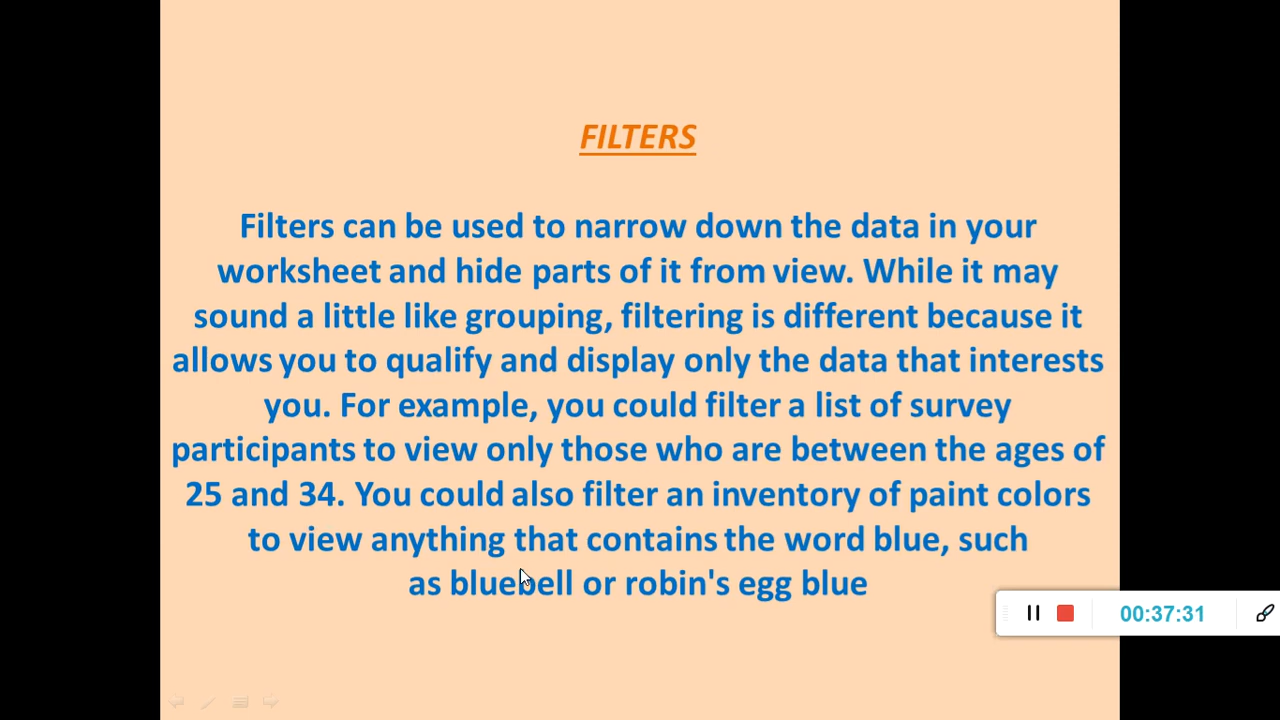 FILTERS
Filters can be used to narrow down the data in your
worksheet and hide parts of it from view. While it may
sound a little like grouping, filtering is different because it
allows you to qualify and display only the data that interests
you. For example, you could filter a list of survey
participants to view only those who are between the ages of
25 and 34. You could also filter an inventory of paint colors
to view anything that contains the word blue, such
as bluebell or robin's egg blue
00:37:31